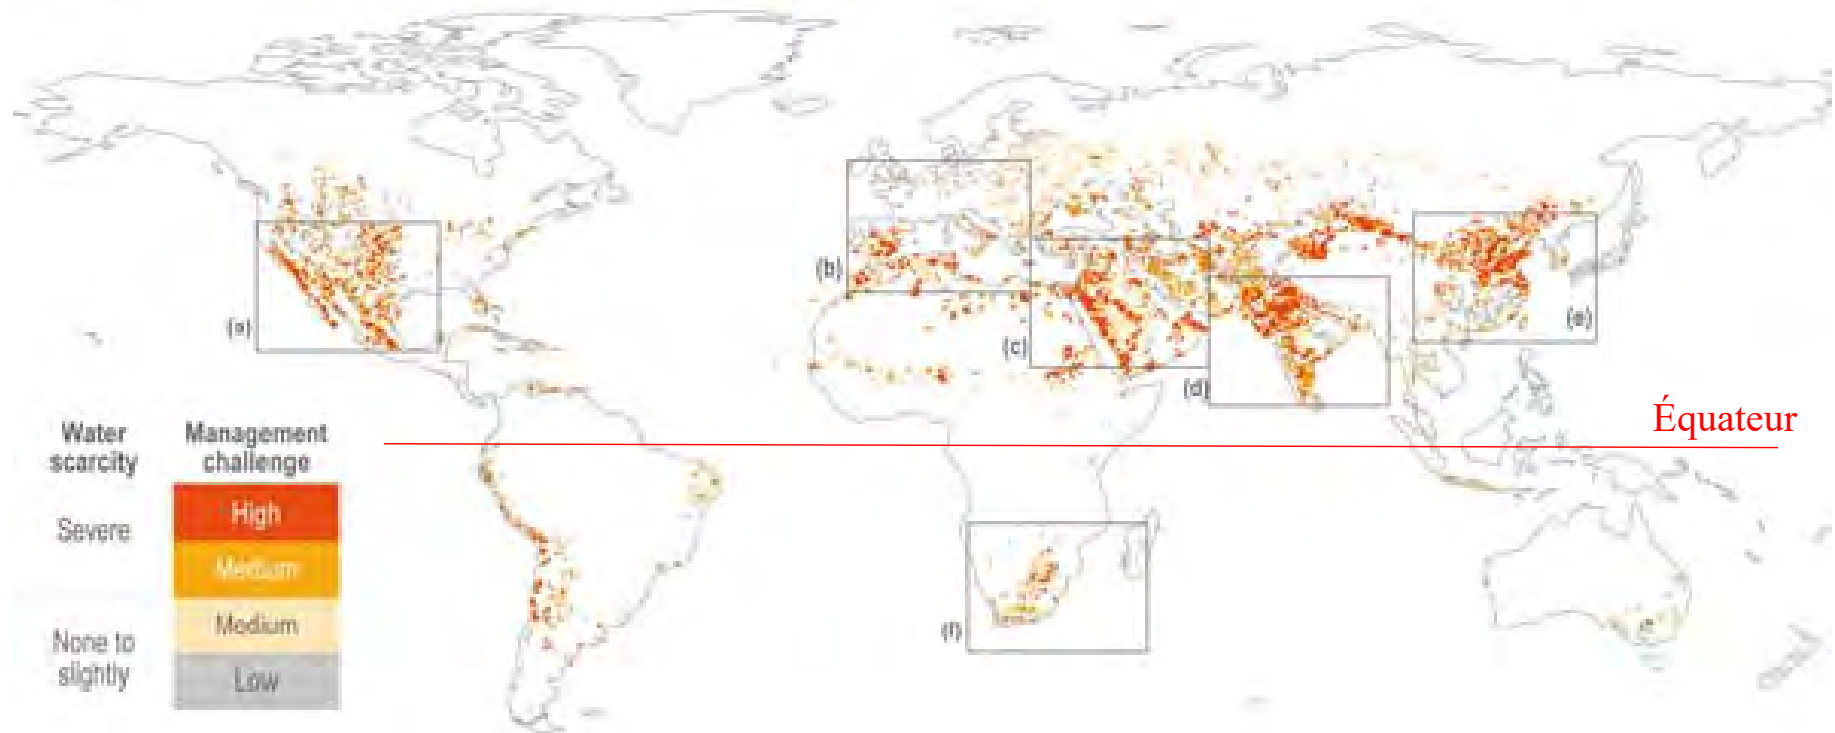 (a)
(b)
(c)
(d)
(e)
(f)
Équateur
Water
scarcity
Management
challenge
Severe
High
Medium
None to
slightly
Medium
Low